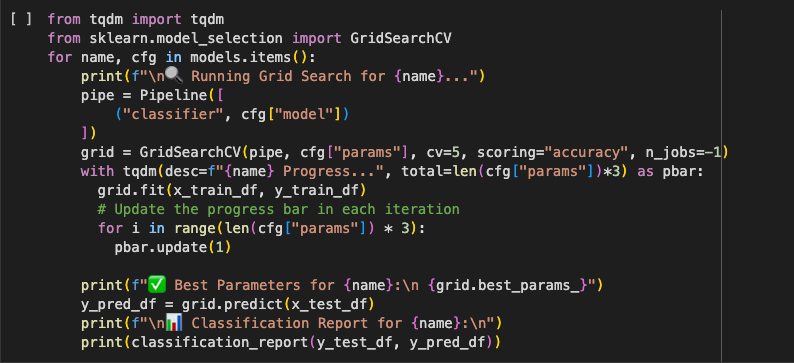 [ ] from tqdm import tqdm
from sklearn.model_selection import GridSearchCV
for name, cfg in models.items():
    print(f"\n🔍 Running Grid Search for {name}...")
    pipe = Pipeline([
        ("classifier", cfg["model"])
    ])
    grid = GridSearchCV(pipe, cfg["params"], cv=5, scoring="accuracy", n_jobs=-1)
    with tqdm(desc=f"{name} Progress...", total=len(cfg["params"])*3) as pbar:
      grid.fit(x_train_df, y_train_df)
      # Update the progress bar in each iteration
      for i in range(len(cfg["params"]) * 3):
        pbar.update(1)

    print(f"✅ Best Parameters for {name}:\n {grid.best_params_}")
    y_pred_df = grid.predict(x_test_df)
    print(f"\n📊 Classification Report for {name}:\n")
    print(classification_report(y_test_df, y_pred_df))